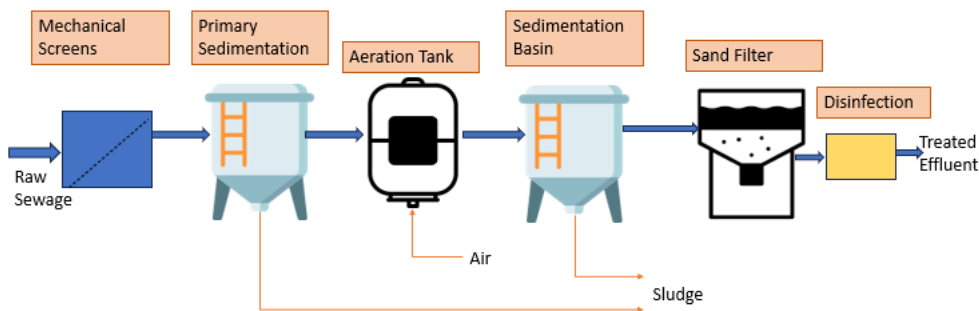 Mechanical
Screens
Primary
Sedimentation
Aeration Tank
Sedimentation
Basin
Sand Filter
Disinfection
Raw
Sewage
Treated
Effluent
Air
Sludge